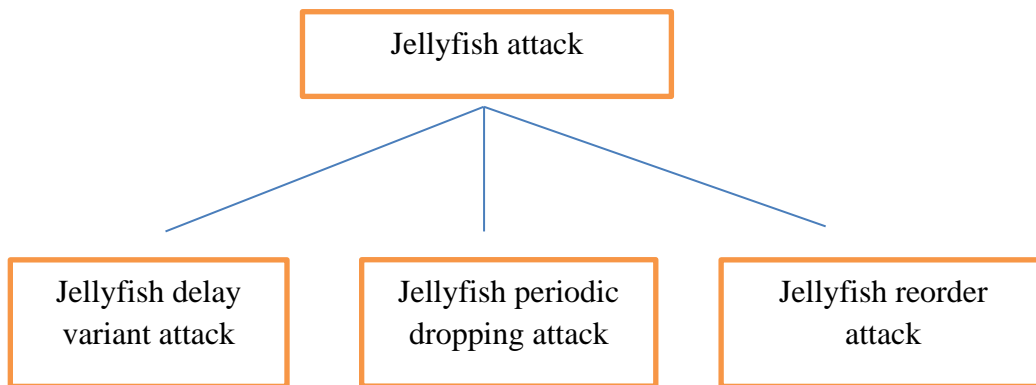 Jellyfish attack
Jellyfish delay
variant attack
Jellyfish periodic
dropping attack
Jellyfish reorder
attack